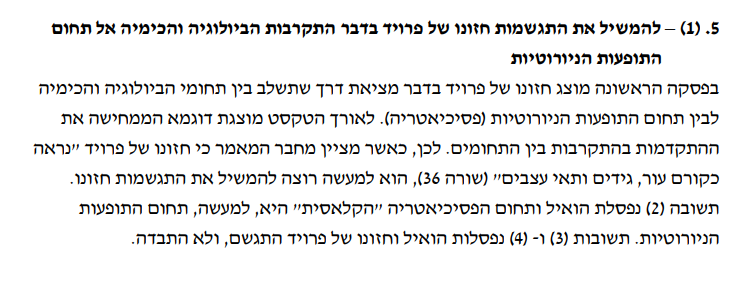 5. (1) – להמשיל את התגשמות חזונו של פרויד בדבר התקרבות הביולוגיה והכימיה אל תחום
התופעות הניורוטיות
בפסקה הראשונה מוצג חזונו של פרויד בדבר מציאת דרך שתשלב בין תחומי הביולוגיה והכימיה
לבין תחום התופעות הניורוטיות (פסיכיאטריה). לאורך הטקסט מוצגת דוגמא הממחישה את
ההתקדמות בהתקרבות בין התחומים. לכן, כאשר מציין מחבר המאמר כי חזונו של פרויד "נראה
כקורם עור, גידים ותאי עצבים" (שורה 36), הוא למעשה רוצה להמשיל את התגשמות חזונו.
תשובה (2) נפסלת הואיל ותחום הפסיכיאטריה "הקלאסית" היא, למעשה, תחום התופעות
הניורוטיות. תשובות (3) ו- (4) נפסלות הואיל וחזונו של פרויד התגשם, ולא התבדה.